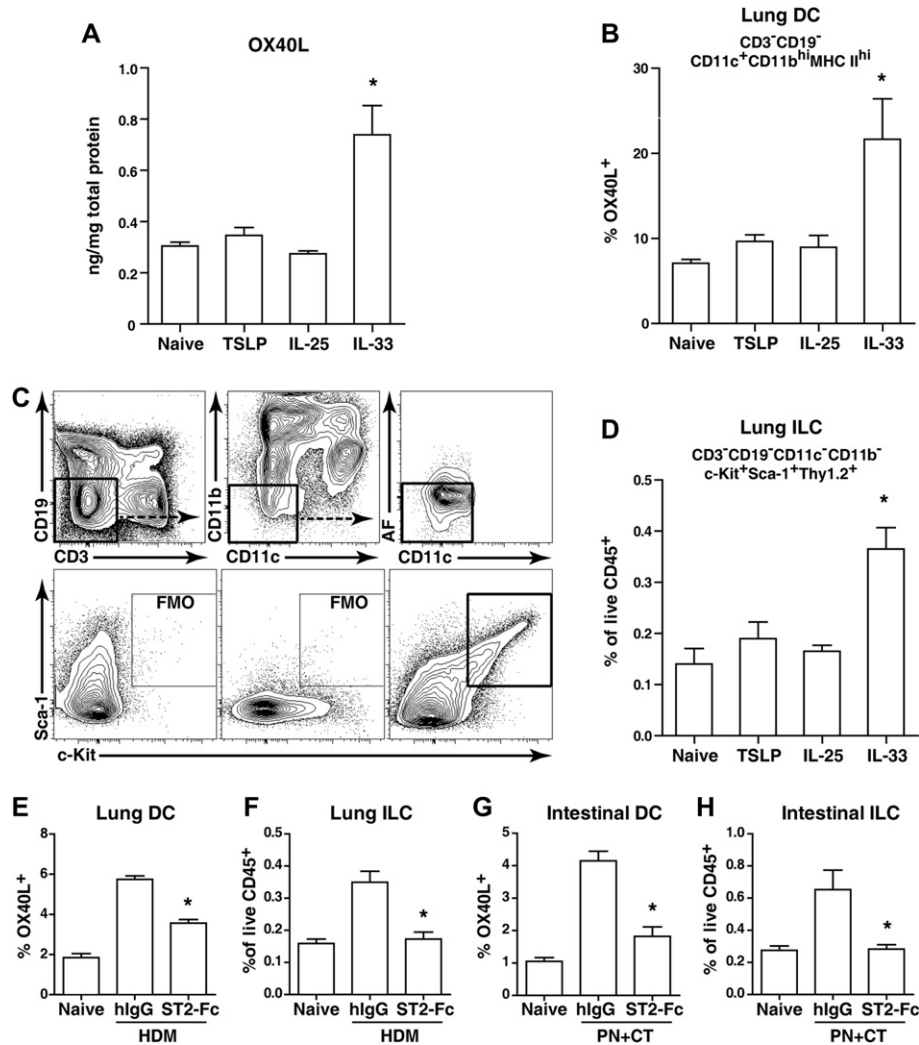 A
OX40L
ng/mg total protein
1.0
0.8
0.6
0.4
0.2
0
*
Naive TSLP IL-25 IL-33
B
Lung DC
CD3⁻CD19⁻
CD11c⁺CD11bʰⁱMHC IIʰⁱ
% OX40L⁺
30
20
10
0
*
Naive TSLP IL-25 IL-33
C
CD19
CD3
CD11b
CD11c
AF
CD11c
FMO
FMO
Sca-1
c-Kit
D
Lung ILC
CD3⁻CD19⁻CD11c⁻CD11b⁻
c-Kit⁺Sca-1⁺Thy1.2⁺
% of live CD45⁺
0.5
0.4
0.3
0.2
0.1
0.0
*
Naive TSLP IL-25 IL-33
E
Lung DC
% OX40L⁺
8
6
4
2
0
*
Naive hIgG ST2-Fc
HDM
F
Lung ILC
%of live CD45⁺
0.5
0.4
0.3
0.2
0.1
0.0
*
Naive hIgG ST2-Fc
HDM
G
Intestinal DC
% OX40L⁺
5
4
3
2
1
0
*
Naive hIgG ST2-Fc
PN+CT
H
Intestinal ILC
% of live CD45⁺
1.0
0.8
0.6
0.4
0.2
0.0
*
Naive hIgG ST2-Fc
PN+CT